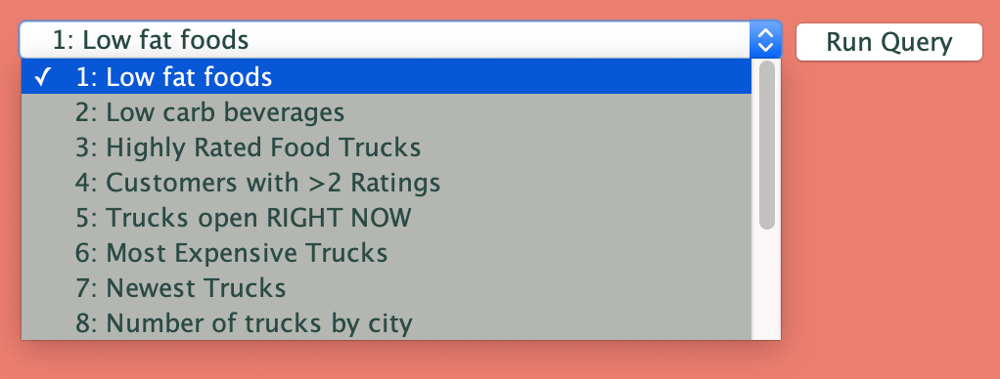 1: Low fat foods
Run Query
✓ 1: Low fat foods
2: Low carb beverages
3: Highly Rated Food Trucks
4: Customers with >2 Ratings
5: Trucks open RIGHT NOW
6: Most Expensive Trucks
7: Newest Trucks
8: Number of trucks by city